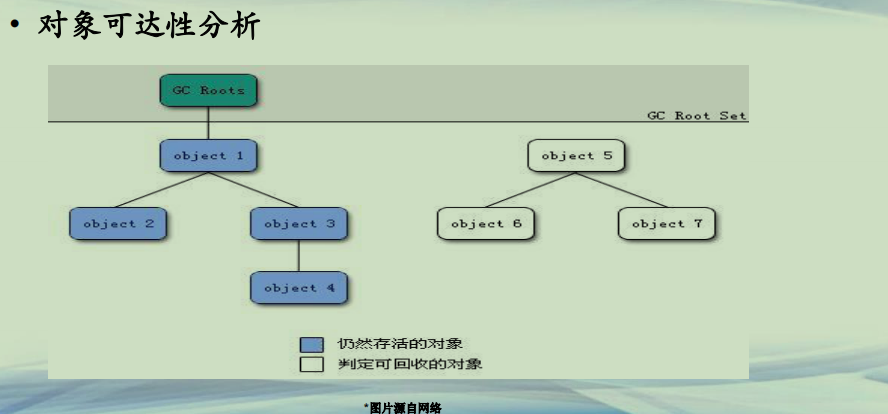 • 对象可达性分析
GC Roots
GC Root Set
object 1
object 5
object 2
object 3
object 6
object 7
object 4
仍然存活的对象
判定可回收的对象
*图片源自网络